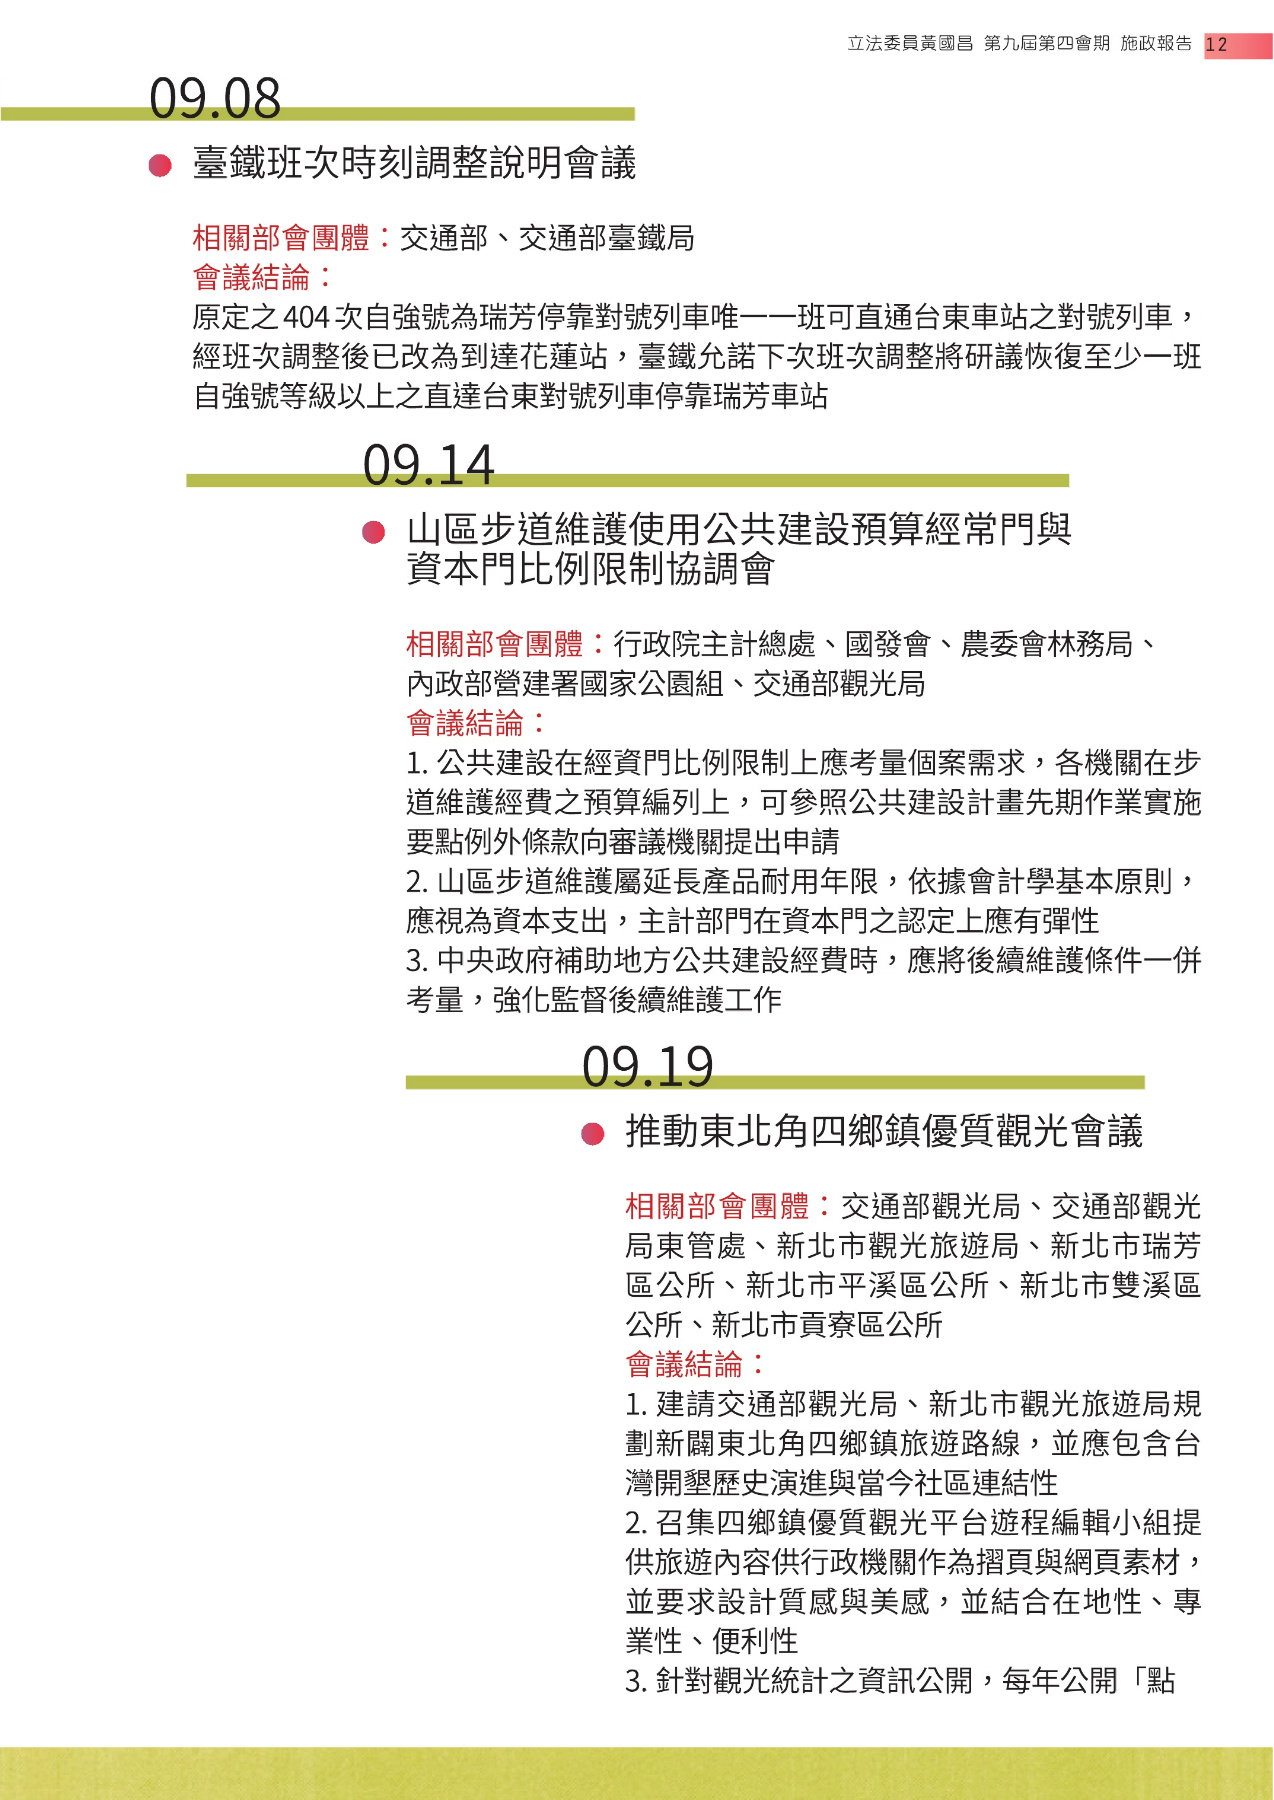 立法委員黃國昌 第九屆第四會期 施政報告 12
09.08
臺鐵班次時刻調整說明會議
相關部會團體：交通部、交通部臺鐵局
會議結論：
原定之 404 次自強號為瑞芳停靠對號列車唯一一班可直通台東車站之對號列車，
經班次調整後已改為到達花蓮站，臺鐵允諾下次班次調整將研議恢復至少一班
自強號等級以上之直達台東對號列車停靠瑞芳車站
09.14
山區步道維護使用公共建設預算經常門與
資本門比例限制協調會
相關部會團體：行政院主計總處、國發會、農委會林務局、
內政部營建署國家公園組、交通部觀光局
會議結論：
1. 公共建設在經資門比例限制上應考量個案需求，各機關在步
道維護經費之預算編列上，可參照公共建設計畫先期作業實施
要點例外條款向審議機關提出申請
2. 山區步道維護屬延長產品耐用年限，依據會計學基本原則，
應視為資本支出，主計部門在資本門之認定上應有彈性
3. 中央政府補助地方公共建設經費時，應將後續維護條件一併
考量，強化監督後續維護工作
09.19
推動東北角四鄉鎮優質觀光會議
相關部會團體：交通部觀光局、交通部觀光
局東管處、新北市觀光旅遊局、新北市瑞芳
區公所、新北市平溪區公所、新北市雙溪區
公所、新北市貢寮區公所
會議結論：
1. 建請交通部觀光局、新北市觀光旅遊局規
劃新闢東北角四鄉鎮旅遊路線，並應包含台
灣開墾歷史演進與當今社區連結性
2. 召集四鄉鎮優質觀光平台遊程編輯小組提
供旅遊內容供行政機關作為摺頁與網頁素材，
並要求設計質感與美感，並結合在地性、專
業性、便利性
3. 針對觀光統計之資訊公開，每年公開「點